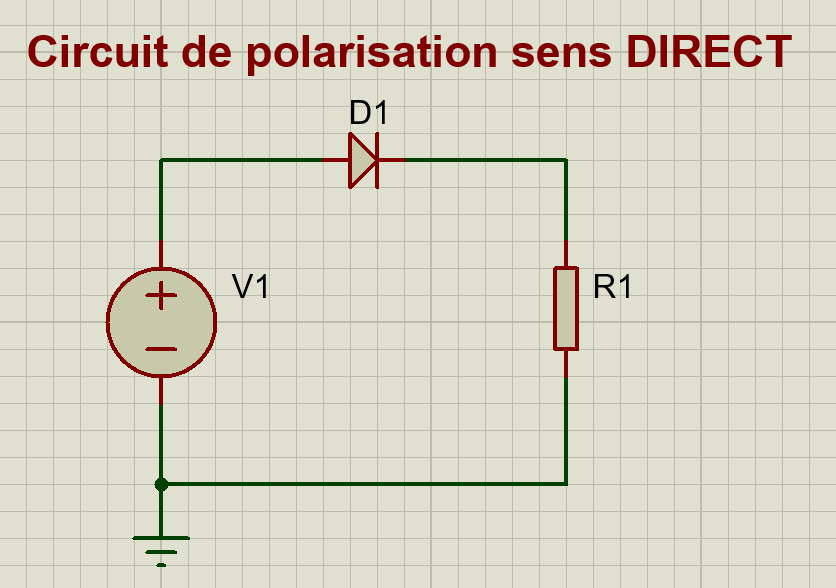 Circuit de polarisation sens DIRECT
D1
V1
R1